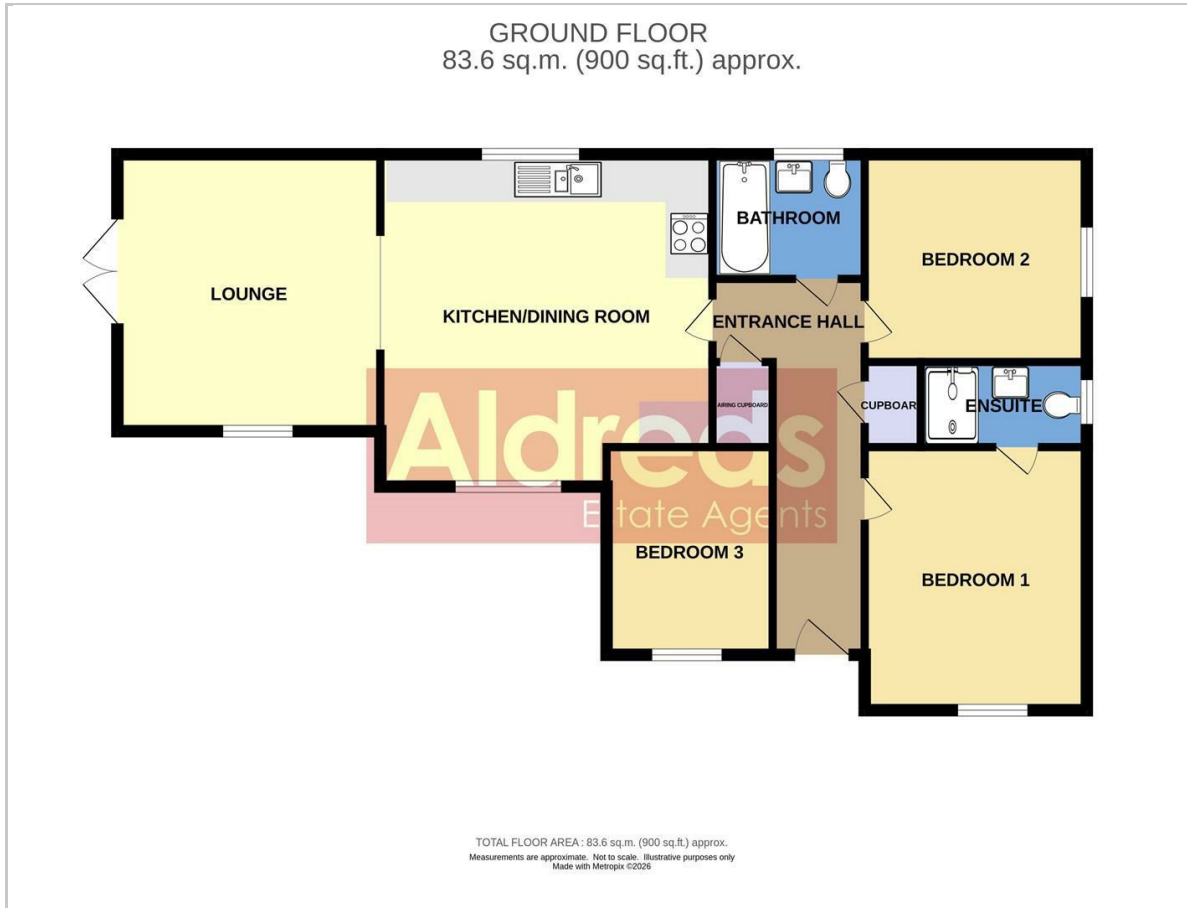 GROUND FLOOR
83.6 sq.m. (900 sq.ft.) approx.
BATHROOM
BEDROOM 2
LOUNGE
KITCHEN/DINING ROOM
ENTRANCE HALL
AIRING CUPBOARD
CUPBOAR
ENSUITE
Aldreds
Estate Agents
BEDROOM 3
BEDROOM 1
TOTAL FLOOR AREA : 83.6 sq.m. (900 sq.ft.) approx.
Measurements are approximate. Not to scale. Illustrative purposes only
Made with Metropix ©2026